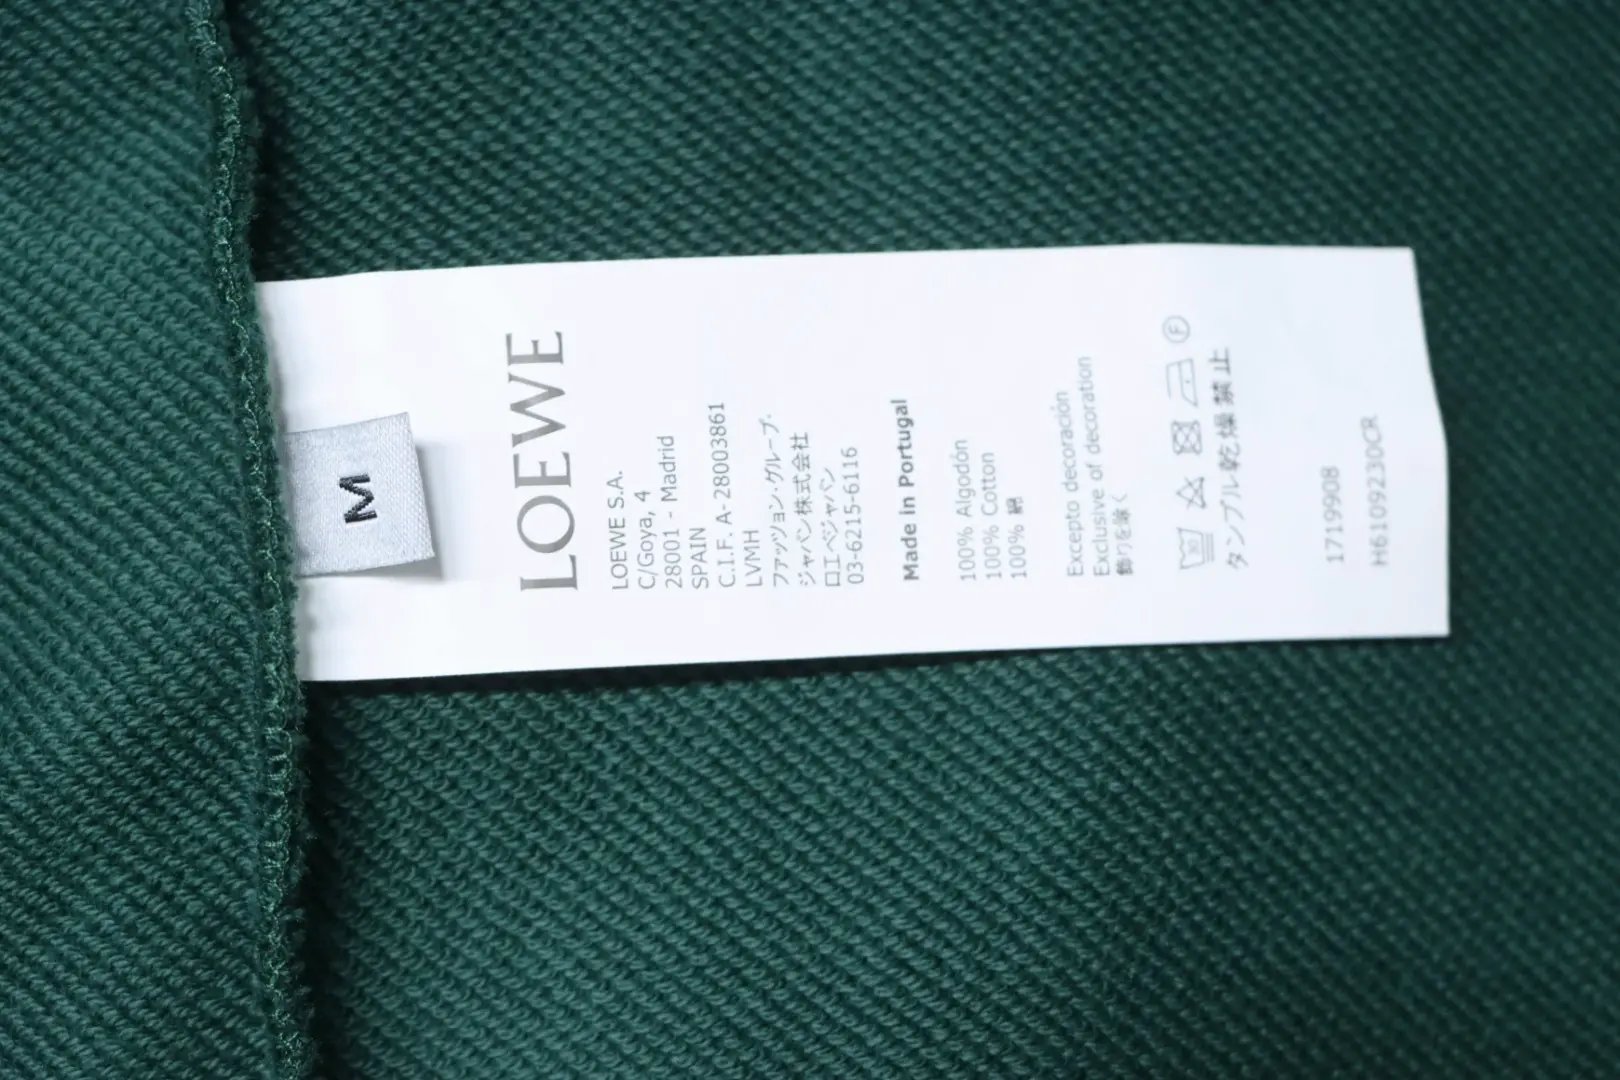 M
LOEWE
LOEWE S.A.
C/Goya, 4
28001 - Madrid
SPAIN
C.I.F. A-28003861
LVMH
ファッション・グループ・
ジャパン株式会社
ロエベジャパン
03-6215-6116
Made in Portugal
100% Algodón
100% Cotton
100% 綿
Excepto decoración
Exclusive of decoration
飾りを除く
30 F
タンブル乾燥禁止
17199908
H6109230CR